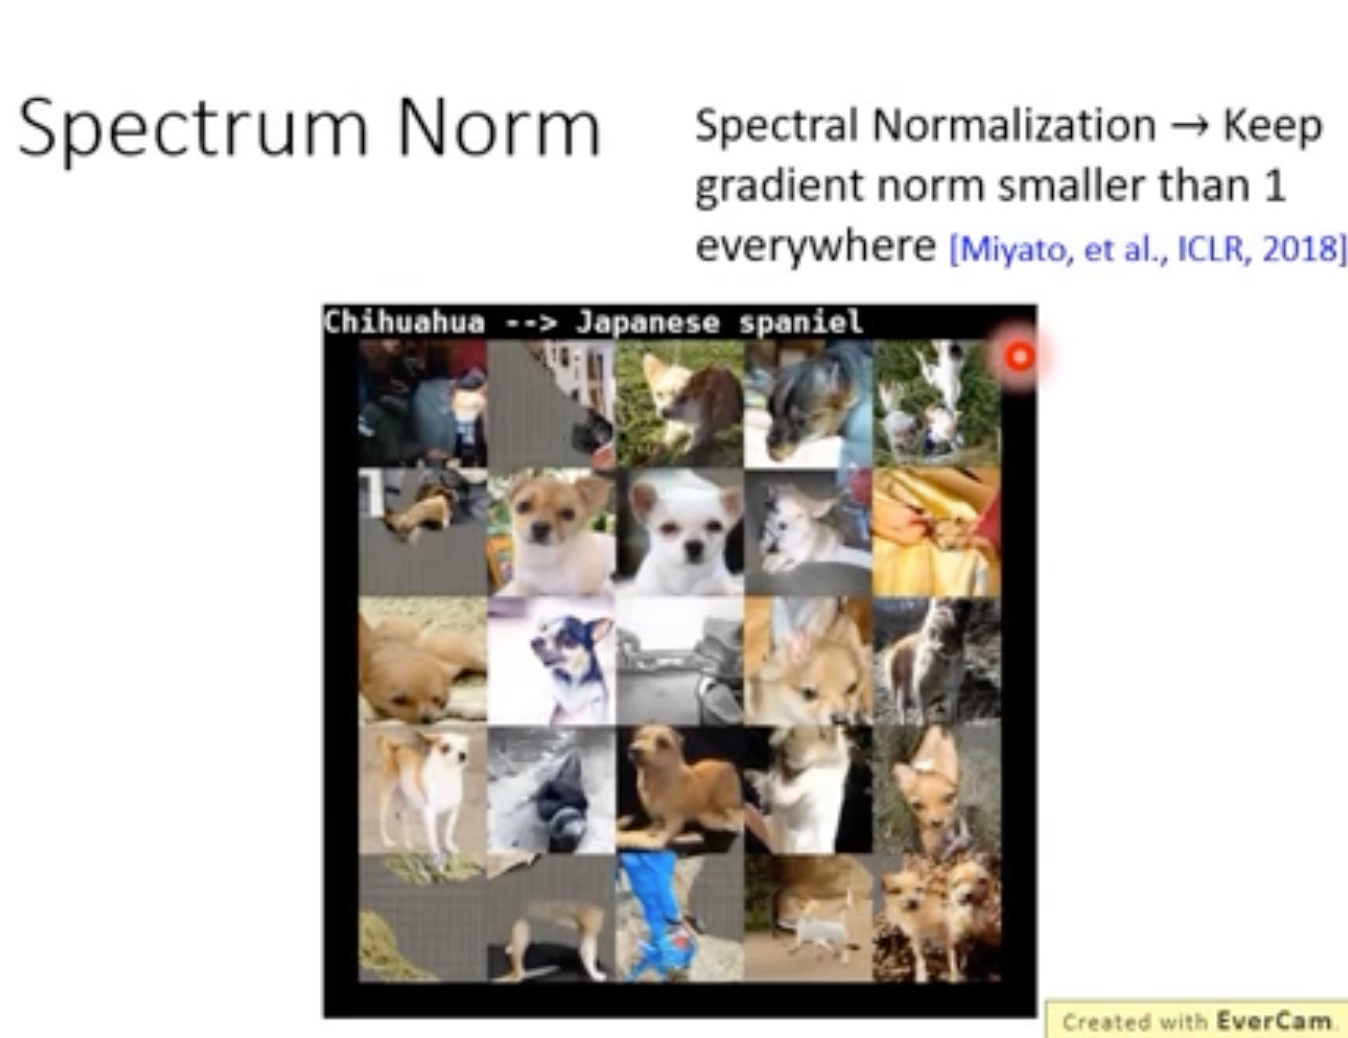 Spectrum Norm
Spectral Normalization → Keep
gradient norm smaller than 1
everywhere [Miyato, et al., ICLR, 2018]
Chihuahua --> Japanese spaniel
Created with EverCam.